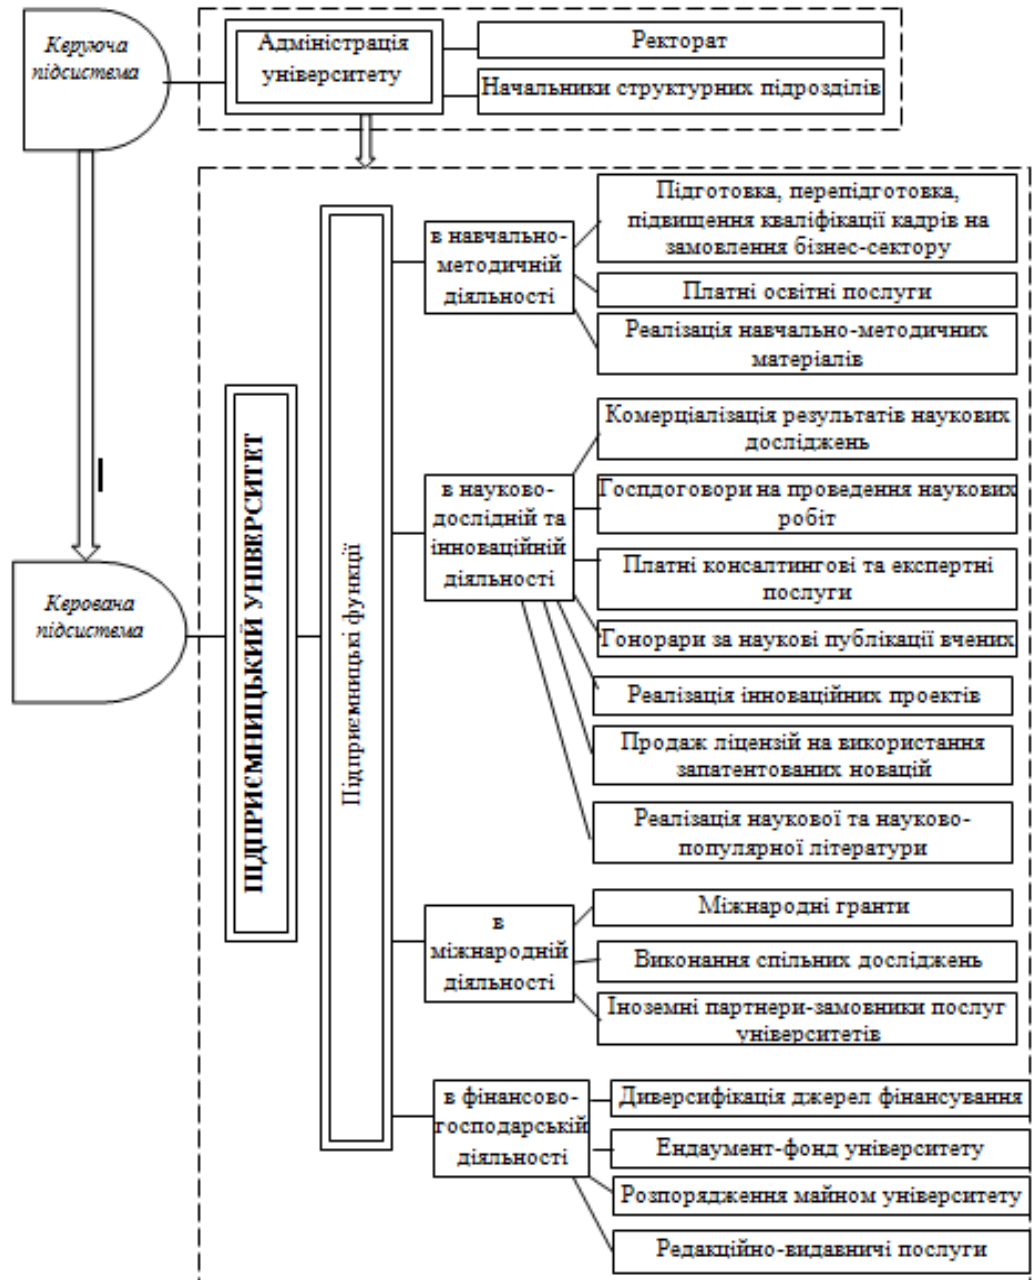 Керуюча
підсистема
Адміністрація
університету
Ректорат
Начальники структурних підрозділів
Керована
підсистема
ПІДПРИЄМНИЦЬКИЙ УНІВЕРСИТЕТ
Підприємницькі функції
в навчально-
методичній
діяльності
Підготовка, перепідготовка,
підвищення кваліфікації кадрів на
замовлення бізнес-сектору
Платні освітні послуги
Реалізація навчально-методичних
матеріалів
в науково-
дослідній та
інноваційній
діяльності
Комерціалізація результатів наукових
досліджень
Госпдоговори на проведення наукових
робіт
Платні консалтингові та експертні
послуги
Гонорари за наукові публікації вчених
Реалізація інноваційних проектів
Продаж ліцензій на використання
запатентованих новацій
Реалізація наукової та науково-
популярної літератури
в
міжнародній
діяльності
Міжнародні гранти
Виконання спільних досліджень
Іноземні партнери-замовники послуг
університетів
в фінансово-
господарській
діяльності
Диверсифікація джерел фінансування
Ендаумент-фонд університету
Розпорядження майном університету
Редакційно-видавничі послуги